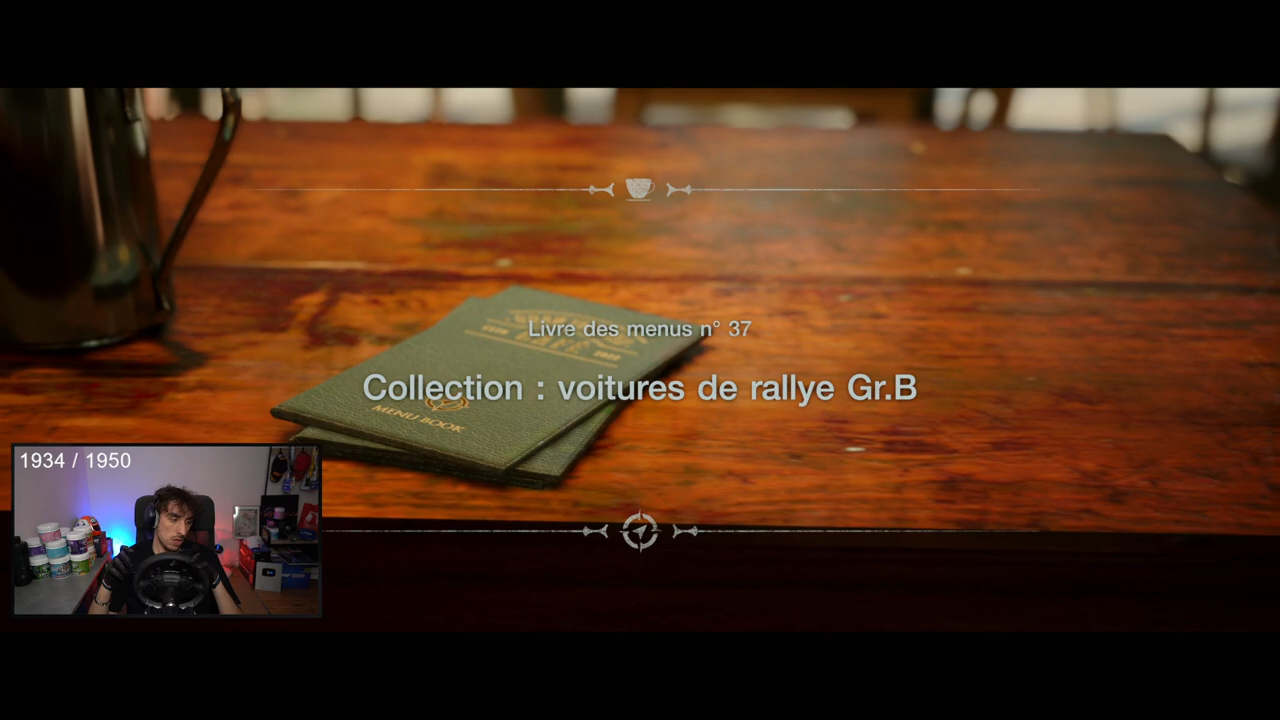 Livre des menus n° 37
Collection : voitures de rallye Gr.B
MENU BOOK
1934 / 1950